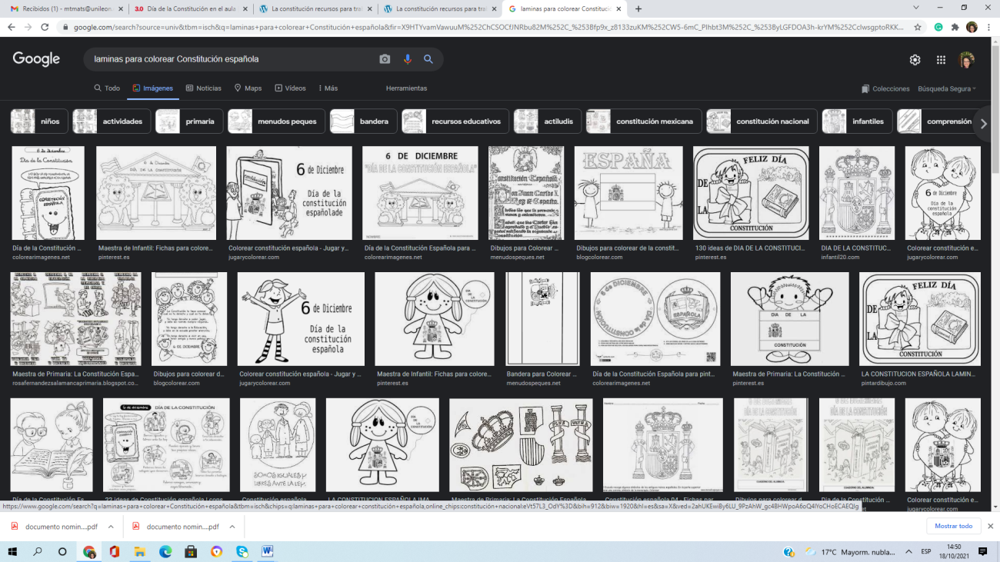 Recibidos (1) - mtmats@unileon.
3.0 Día de la Constitución en el aula
La constitución recursos para tra
La constitución recursos para tra
laminas para colorear Constituci
google.com/search?source=univ&tbm=isch&q=laminas+para+colorear+Constitución+española&fir=X9HTYvamVawuuM%252ChCSOCfJNRbu82M%252C_%253Bfp9x_z8133zuKM%252CW5-6mC_PIhbt3M%252C_%253ByLGFDOA3h-krYM%252CclwsgptoRKK...
Google
laminas para colorear Constitución española
Todo Imágenes Noticias Maps Vídeos Más Herramientas Colecciones Búsqueda Segura
niños actividades primaria menudos peques bandera recursos educativos actiludis constitución mexicana constitución nacional infantiles comprensión
6 de diciembre
Día de la Constitución
CONSTITUCIÓN ESPAÑOLA
6 de Diciembre
DÍA DE LA CONSTITUCIÓN
6 de Diciembre
Día de la
constitución
españolade
6 DE DICIEMBRE
"DÍA DE LA CONSTITUCIÓN ESPAÑOLA"
Constitución Española
Don Juan Carlos I,
Rey de España,
ESPAÑA
FELIZ DÍA
DE
LA
CONSTITUCIÓN
6 de Diciembre
Día de la
constitución
española
Día de la Constitución ...
colorearimagenes.net
Maestra de Infantil: Fichas para colore...
pinterest.es
Colorear constitución española - Jugar y...
jugarycolorear.com
Día de la Constitución Española para ...
colorearimagenes.net
Dibujos para Colorear ...
menudospeques.net
Dibujos para colorear de la constit...
blogcolorear.com
130 ideas de DIA DE LA CONSTITUCI...
pinterest.es
DIA DE LA CONSTITUC...
infantil20.com
Colorear constitución e...
jugarycolorear.com
6 DE DICIEMBRE
6 de Diciembre
Día de la
constitución
española
DIA DE LA CONSTITUCIÓN
6 DE DICIEMBRE
DÍA de la CONSTITUCIÓN
ESPAÑOLA
DIA DE LA
CONSTITUCIÓN
FELIZ DÍA
DE
LA
CONSTITUCIÓN
Maestra de Primaria: La Constitución Espa...
rosafernandezsalamancaprimaria.blogspot.co...
Dibujos para colorear d...
blogcolorear.com
Colorear constitución española - Jugar y ...
jugarycolorear.com
Maestra de Infantil: Fichas para colore...
pinterest.es
Bandera para Colorear ...
menudospeques.net
Día de la Constitución Española para pint...
colorearimagenes.net
Maestra de Primaria: La Constitución ...
pinterest.es
LA CONSTITUCION ESPAÑOLA LAMIN...
pintardibujo.com
6 de diciembre DÍA DE LA CONSTITUCIÓN
SOMOS IGUALES Y
LIBRES ANTE LA LEY.
DIA DE LA CONSTITUCIÓN
Día de la Constitución Es...
22 ideas de Constitución española | cons...
Constitución española
LA CONSTITUCION ESPAÑOLA IMA...
Maestra de Primaria: La Constitución Española
Constitución española 04 - Fichas par...
Dibujos para colorear d...
Día de la Constitución ...
Colorear constitución e...
jugarycolorear.com
https://www.google.com/search?q=laminas+para+colorear+Constitución+española&tbm=isch&chips=q:laminas+para+colorear+constitución+española,online_chips:constitución+nacional:eVt57L3_OdY%3D&bih=912&biw=1920&hl=es&sa=X&ved=2ahUKEwiBy6LU_9PzAhW_gc48HWpoA6oQ4lYoCHoECAEQIg
documento nomin....pdf
documento nomin....pdf
Mostrar todo
17°C Mayorm. nubla...
ESP
14:50
18/10/2021